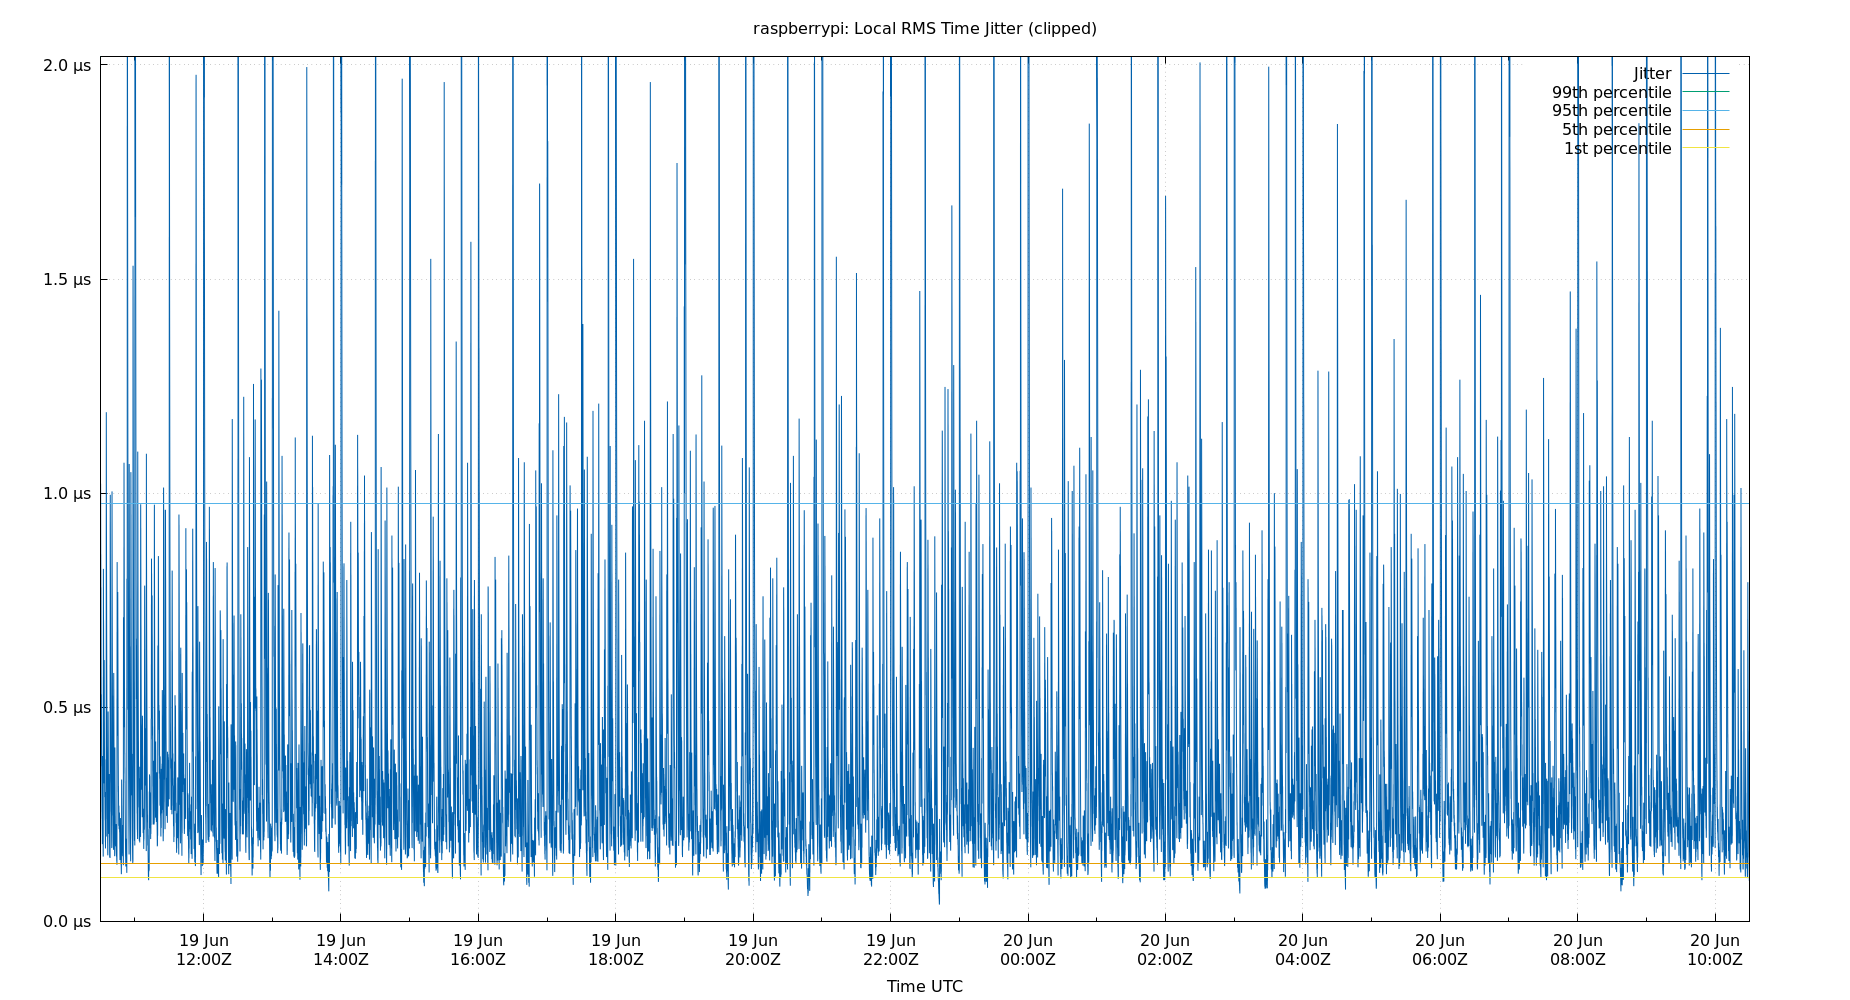 raspberrypi: Local RMS Time Jitter (clipped)
2.0 µs
1.5 µs
1.0 µs
0.5 µs
0.0 µs
Jitter
99th percentile
95th percentile
5th percentile
1st percentile
19 Jun 19 Jun 19 Jun 19 Jun 19 Jun 19 Jun 20 Jun 20 Jun 20 Jun 20 Jun 20 Jun 20 Jun
12:00Z 14:00Z 16:00Z 18:00Z 20:00Z 22:00Z 00:00Z 02:00Z 04:00Z 06:00Z 08:00Z 10:00Z
Time UTC